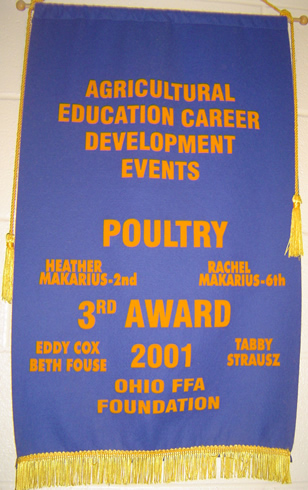 AGRICULTURAL
EDUCATION CAREER
DEVELOPMENT
EVENTS
POULTRY
HEATHER
MAKARIUS-2nd
RACHEL
MAKARIUS-6th
3RD AWARD
EDDY COX
BETH FOUSE
2001
TABBY
STRAUSZ
OHIO FFA
FOUNDATION